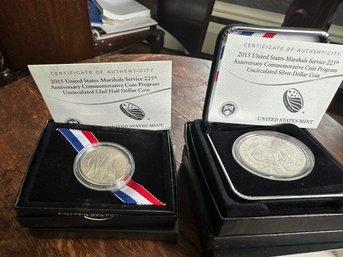 CERTIFICATE OF AUTHENTICITY
2015 United States Marshals Service 225th
Anniversary Commemorative Coin Program
Uncirculated Clad Half Dollar Coin
UNITED STATES MINT
UNITED STATES
CERTIFICATE OF AUTHENTICITY
2015 United States Marshals Service 225th
Anniversary Commemorative Coin Program
Uncirculated Silver Dollar Coin
UNITED STATES MINT